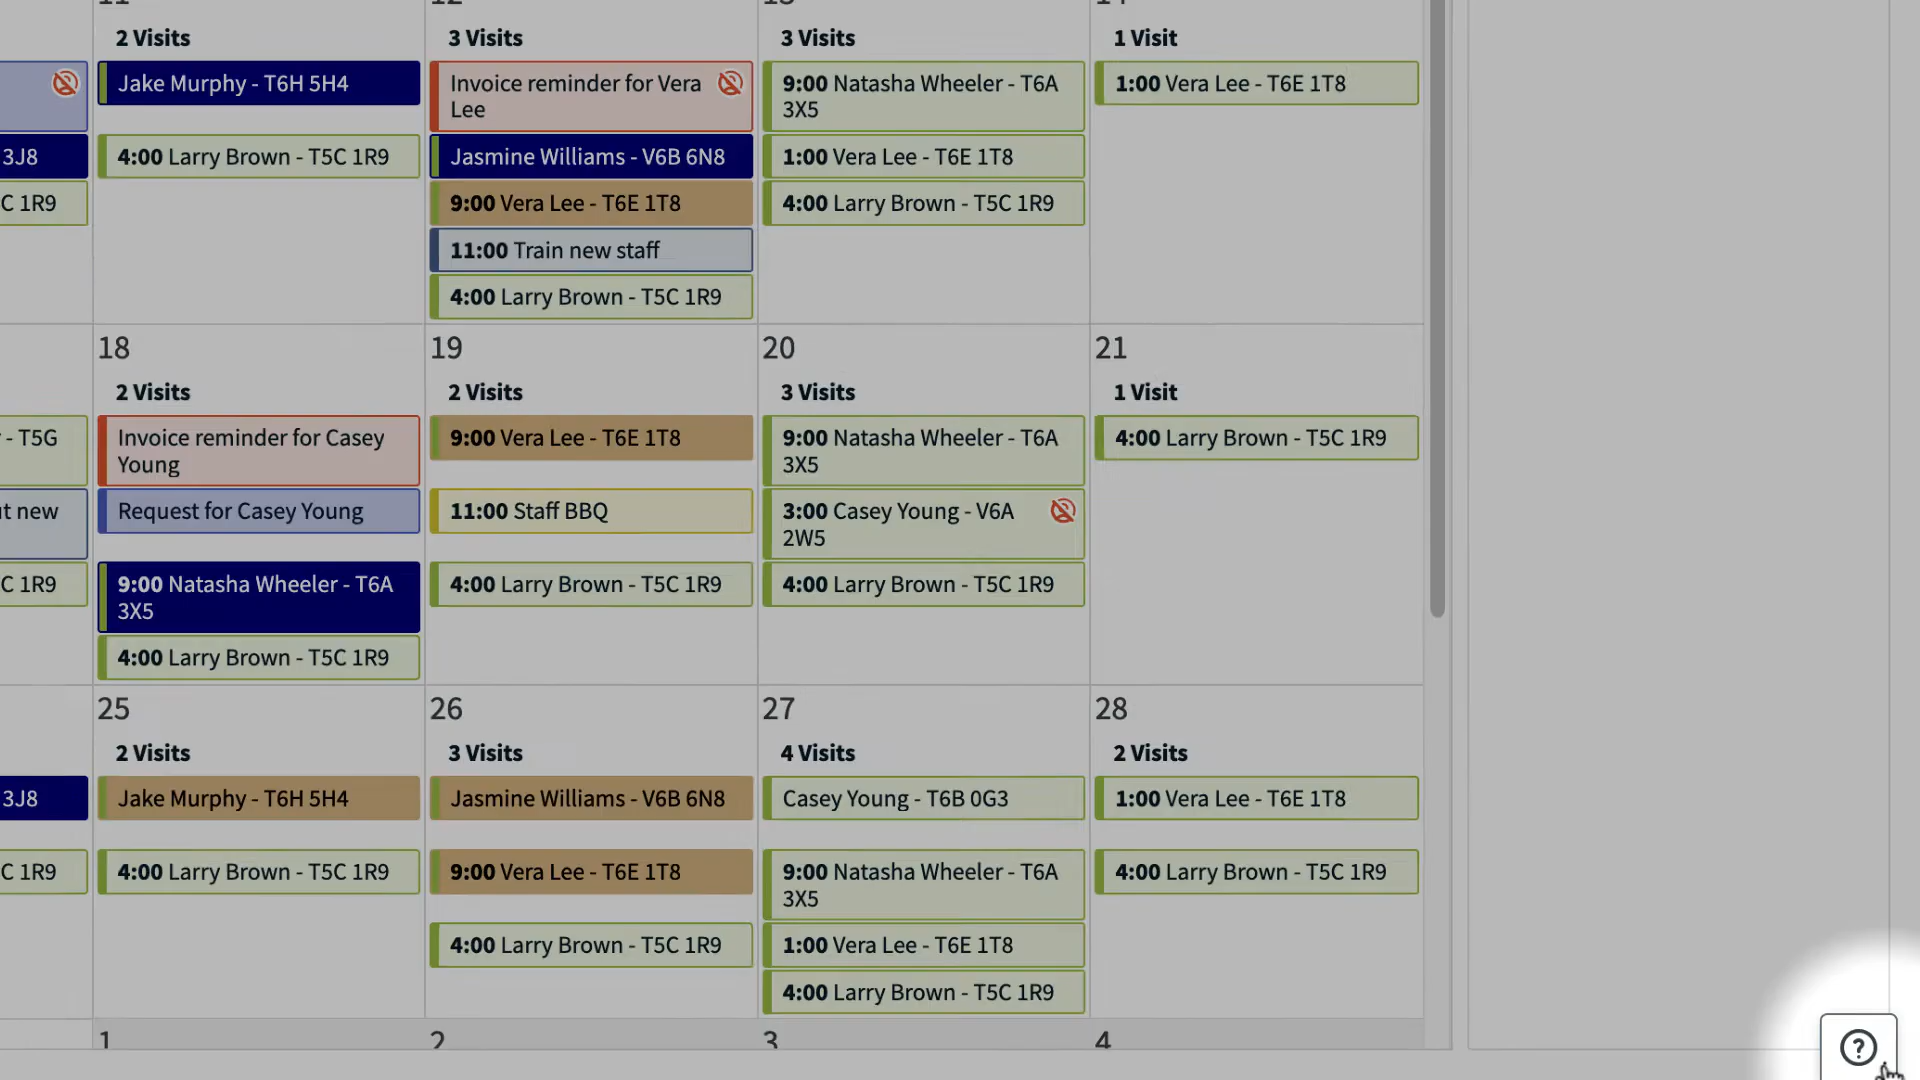 11
12
13
14
2 Visits
3 Visits
3 Visits
1 Visit
Jake Murphy - T6H 5H4
Invoice reminder for Vera
Lee
9:00 Natasha Wheeler - T6A
3X5
1:00 Vera Lee - T6E 1T8
3J8
4:00 Larry Brown - T5C 1R9
Jasmine Williams - V6B 6N8
1:00 Vera Lee - T6E 1T8
C 1R9
9:00 Vera Lee - T6E 1T8
4:00 Larry Brown - T5C 1R9
11:00 Train new staff
4:00 Larry Brown - T5C 1R9
18
19
20
21
2 Visits
2 Visits
3 Visits
1 Visit
- T5G
Invoice reminder for Casey
Young
9:00 Vera Lee - T6E 1T8
9:00 Natasha Wheeler - T6A
3X5
4:00 Larry Brown - T5C 1R9
t new
Request for Casey Young
11:00 Staff BBQ
3:00 Casey Young - V6A
2W5
C 1R9
9:00 Natasha Wheeler - T6A
3X5
4:00 Larry Brown - T5C 1R9
4:00 Larry Brown - T5C 1R9
4:00 Larry Brown - T5C 1R9
25
26
27
28
2 Visits
3 Visits
4 Visits
2 Visits
3J8
Jake Murphy - T6H 5H4
Jasmine Williams - V6B 6N8
Casey Young - T6B 0G3
1:00 Vera Lee - T6E 1T8
C 1R9
4:00 Larry Brown - T5C 1R9
9:00 Vera Lee - T6E 1T8
9:00 Natasha Wheeler - T6A
3X5
4:00 Larry Brown - T5C 1R9
4:00 Larry Brown - T5C 1R9
1:00 Vera Lee - T6E 1T8
4:00 Larry Brown - T5C 1R9
1
2
3
4
?